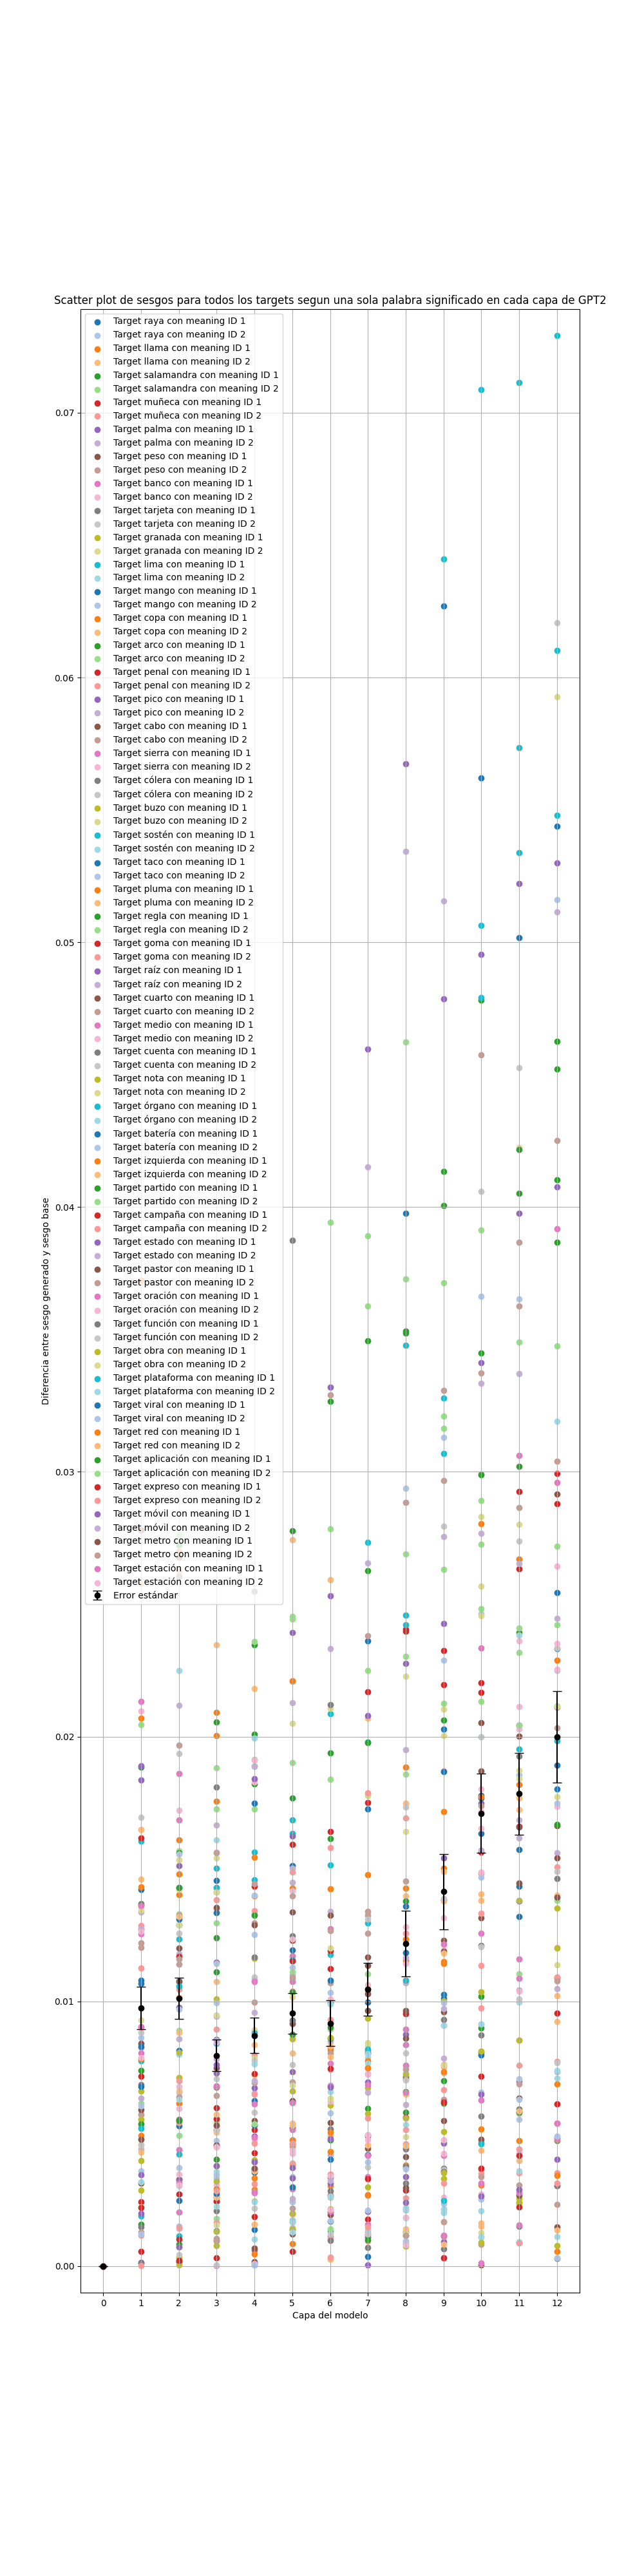 Scatter plot de sesgos para todos los targets segun una sola palabra significado en cada capa de GPT2
Target raya con meaning ID 1
Target raya con meaning ID 2
Target llama con meaning ID 1
Target llama con meaning ID 2
Target salamandra con meaning ID 1
Target salamandra con meaning ID 2
Target muñeca con meaning ID 1
Target muñeca con meaning ID 2
Target palma con meaning ID 1
Target palma con meaning ID 2
Target peso con meaning ID 1
Target peso con meaning ID 2
Target banco con meaning ID 1
Target banco con meaning ID 2
Target tarjeta con meaning ID 1
Target tarjeta con meaning ID 2
Target granada con meaning ID 1
Target granada con meaning ID 2
Target lima con meaning ID 1
Target lima con meaning ID 2
Target mango con meaning ID 1
Target mango con meaning ID 2
Target copa con meaning ID 1
Target copa con meaning ID 2
Target arco con meaning ID 1
Target arco con meaning ID 2
Target penal con meaning ID 1
Target penal con meaning ID 2
Target pico con meaning ID 1
Target pico con meaning ID 2
Target cabo con meaning ID 1
Target cabo con meaning ID 2
Target sierra con meaning ID 1
Target sierra con meaning ID 2
Target cólera con meaning ID 1
Target cólera con meaning ID 2
Target buzo con meaning ID 1
Target buzo con meaning ID 2
Target sostén con meaning ID 1
Target sostén con meaning ID 2
Target taco con meaning ID 1
Target taco con meaning ID 2
Target pluma con meaning ID 1
Target pluma con meaning ID 2
Target regla con meaning ID 1
Target regla con meaning ID 2
Target goma con meaning ID 1
Target goma con meaning ID 2
Target raíz con meaning ID 1
Target raíz con meaning ID 2
Target cuarto con meaning ID 1
Target cuarto con meaning ID 2
Target medio con meaning ID 1
Target medio con meaning ID 2
Target cuenta con meaning ID 1
Target cuenta con meaning ID 2
Target nota con meaning ID 1
Target nota con meaning ID 2
Target órgano con meaning ID 1
Target órgano con meaning ID 2
Target batería con meaning ID 1
Target batería con meaning ID 2
Target izquierda con meaning ID 1
Target izquierda con meaning ID 2
Target partido con meaning ID 1
Target partido con meaning ID 2
Target campaña con meaning ID 1
Target campaña con meaning ID 2
Target estado con meaning ID 1
Target estado con meaning ID 2
Target pastor con meaning ID 1
Target pastor con meaning ID 2
Target oración con meaning ID 1
Target oración con meaning ID 2
Target función con meaning ID 1
Target función con meaning ID 2
Target obra con meaning ID 1
Target obra con meaning ID 2
Target plataforma con meaning ID 1
Target plataforma con meaning ID 2
Target viral con meaning ID 1
Target viral con meaning ID 2
Target red con meaning ID 1
Target red con meaning ID 2
Target aplicación con meaning ID 1
Target aplicación con meaning ID 2
Target expreso con meaning ID 1
Target expreso con meaning ID 2
Target móvil con meaning ID 1
Target móvil con meaning ID 2
Target metro con meaning ID 1
Target metro con meaning ID 2
Target estación con meaning ID 1
Target estación con meaning ID 2
Error estándar
Diferencia entre sesgo generado y sesgo base
0.07
0.06
0.05
0.04
0.03
0.02
0.01
0.00
0 1 2 3 4 5 6 7 8 9 10 11 12
Capa del modelo